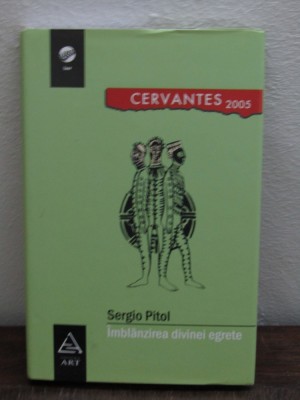 CERVANTES 2005
Sergio Pitol
Îmblânzirea divinei egrete
ART